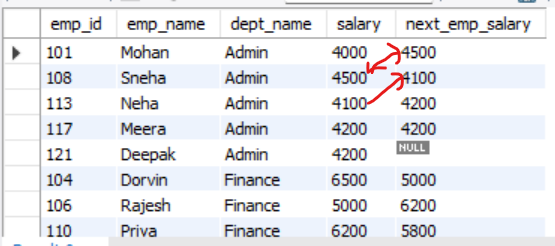 emp_id emp_name dept_name salary next_emp_salary
101 Mohan Admin 4000 4500
108 Sneha Admin 4500 4100
113 Neha Admin 4100 4200
117 Meera Admin 4200 4200
121 Deepak Admin 4200 NULL
104 Dorvin Finance 6500 5000
106 Rajesh Finance 5000 6200
110 Priya Finance 6200 5800